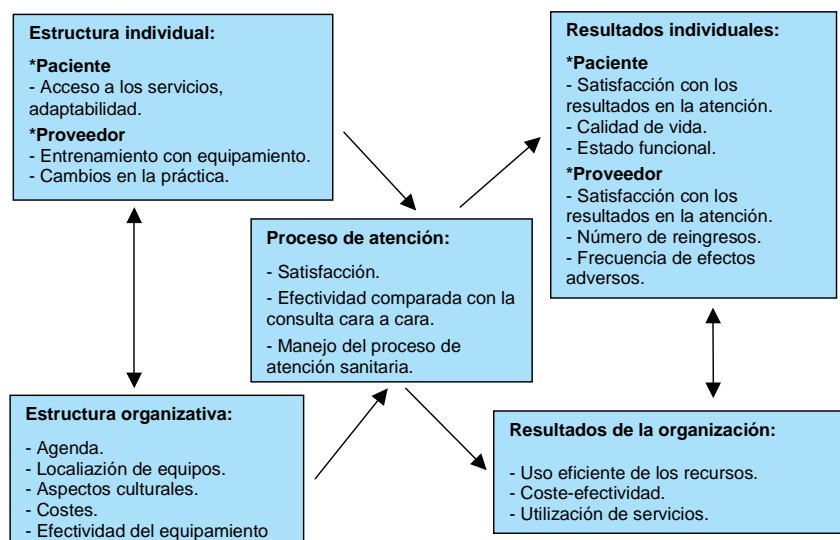 Estructura individual:
*Paciente
- Acceso a los servicios,
adaptabilidad.
*Proveedor
- Entrenamiento con equipamiento.
- Cambios en la práctica.
Resultados individuales:
*Paciente
- Satisfacción con los
resultados en la atención.
- Calidad de vida.
- Estado funcional.
*Proveedor
- Satisfacción con los
resultados en la atención.
- Número de reingresos.
- Frecuencia de efectos
adversos.
Proceso de atención:
- Satisfacción.
- Efectividad comparada con la
consulta cara a cara.
- Manejo del proceso de
atención sanitaria.
Estructura organizativa:
- Agenda.
- Localiazión de equipos.
- Aspectos culturales.
- Costes.
- Efectividad del equipamiento
Resultados de la organización:
- Uso eficiente de los recursos.
- Coste-efectividad.
- Utilización de servicios.